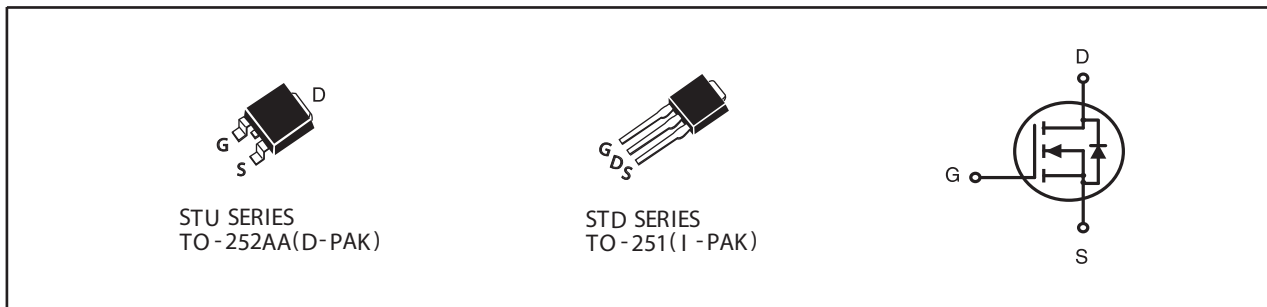 D
G
S
STU SERIES
TO-252AA(D-PAK)
G
D
S
STD SERIES
TO-251(I-PAK)
D
G
S